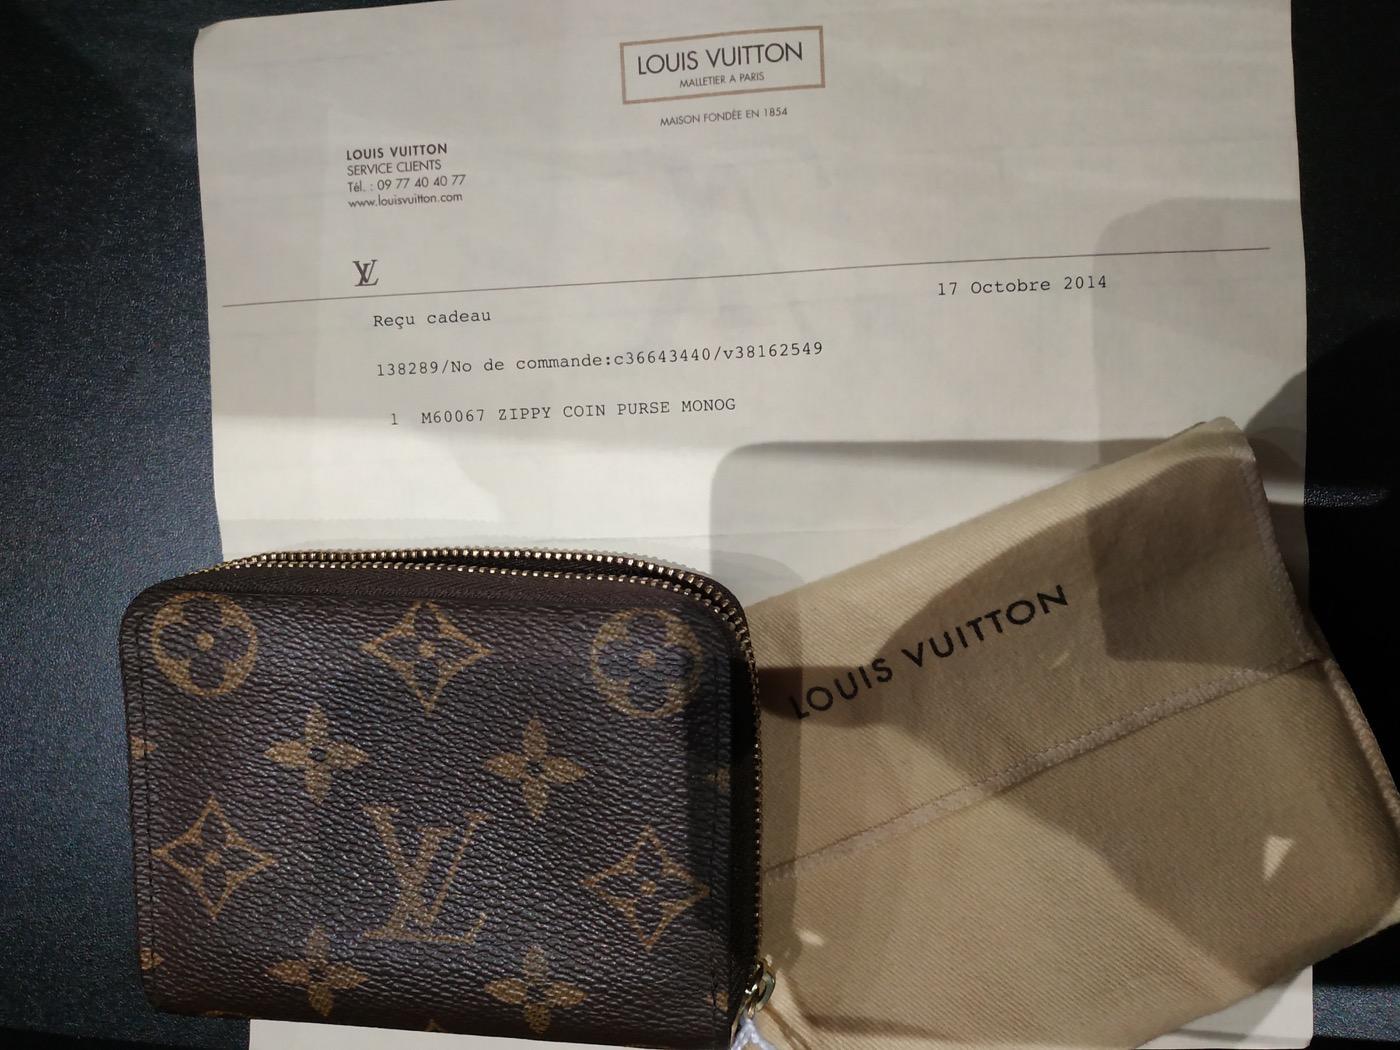 LOUIS VUITTON
MALLETIER A PARIS
MAISON FONDÉE EN 1854
LOUIS VUITTON
SERVICE CLIENTS
Tél. : 09 77 40 40 77
www.louisvuitton.com
LV
17 Octobre 2014
Reçu cadeau
138289/No de commande:c36643440/v38162549
1 M60067 ZIPPY COIN PURSE MONOG
LOUIS VUITTON
LV